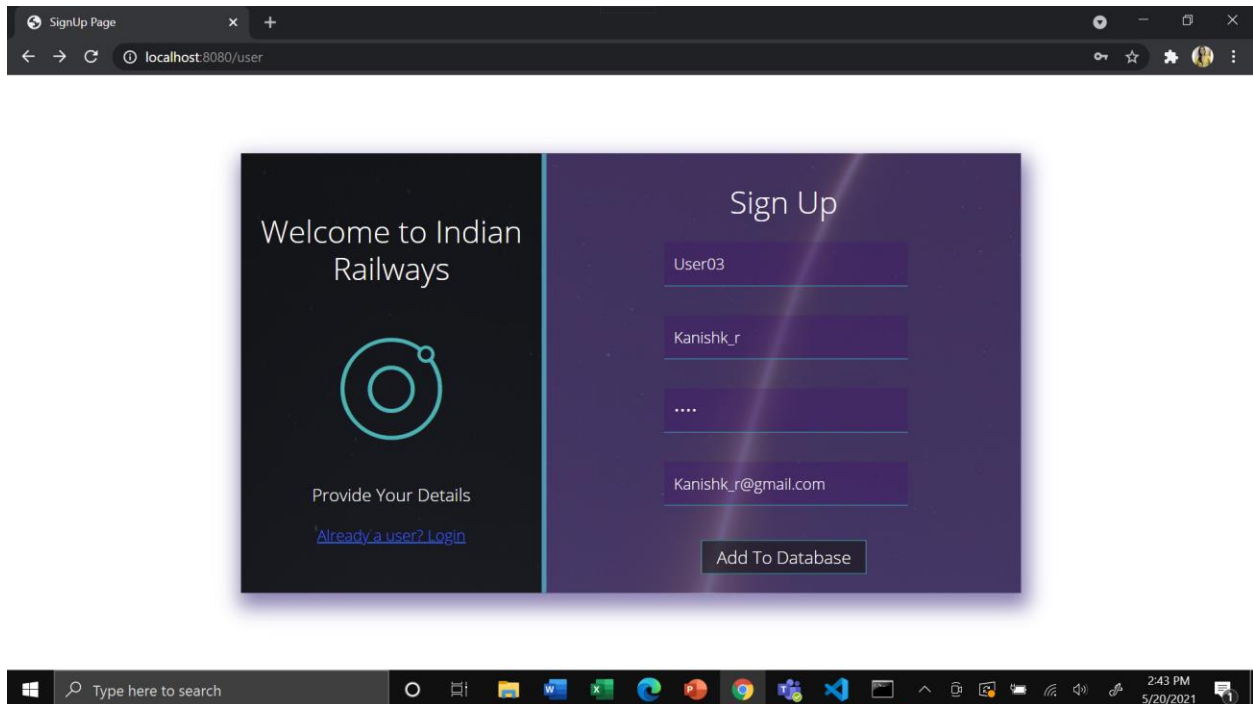 SignUp Page
localhost:8080/user
Welcome to Indian
Railways
Provide Your Details
Already a user? Login
Sign Up
User03
Kanishk_r
••••
Kanishk_r@gmail.com
Add To Database
Type here to search
2:43 PM
5/20/2021
1